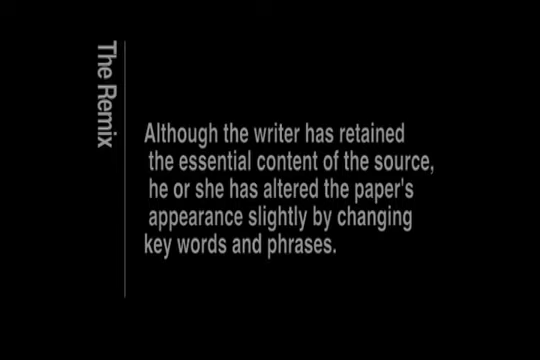 The Remix
Although the writer has retained
the essential content of the source,
he or she has altered the paper's
appearance slightly by changing
key words and phrases.